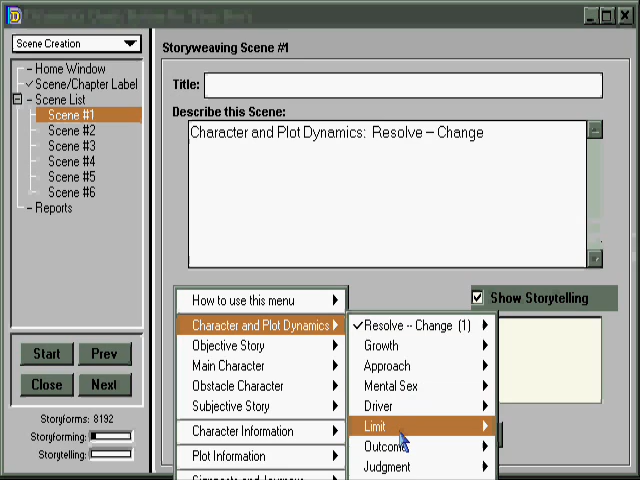 Scene Creation
Home Window
Scene/Chapter Label
Scene List
Scene #1
Scene #2
Scene #3
Scene #4
Scene #5
Scene #6
Reports
Start
Prev
Close
Next
Storyforms: 8192
Storyforming:
Storytelling:
Storyweaving Scene #1
Title:
Describe this Scene:
Character and Plot Dynamics: Resolve – Change
Show Storytelling
How to use this menu
Character and Plot Dynamics
Objective Story
Main Character
Obstacle Character
Subjective Story
Character Information
Plot Information
Signposts and Journeys
Resolve -- Change (1)
Growth
Approach
Mental Sex
Driver
Limit
Outcome
Judgment